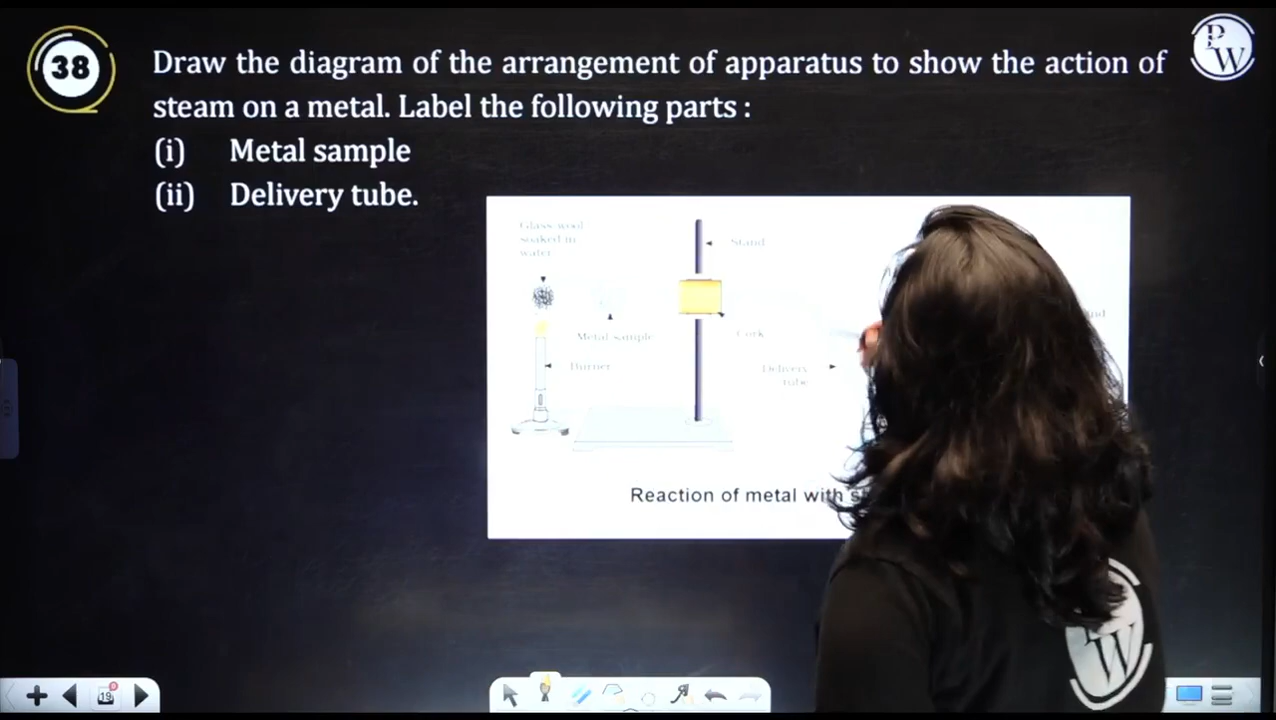 38
Draw the diagram of the arrangement of apparatus to show the action of
steam on a metal. Label the following parts :
(i) Metal sample
(ii) Delivery tube.
P
W
Glass wool
soaked in
water
Stand
Metal sample
Cork
Burner
Delivery
tube
Reaction of metal with
W
19